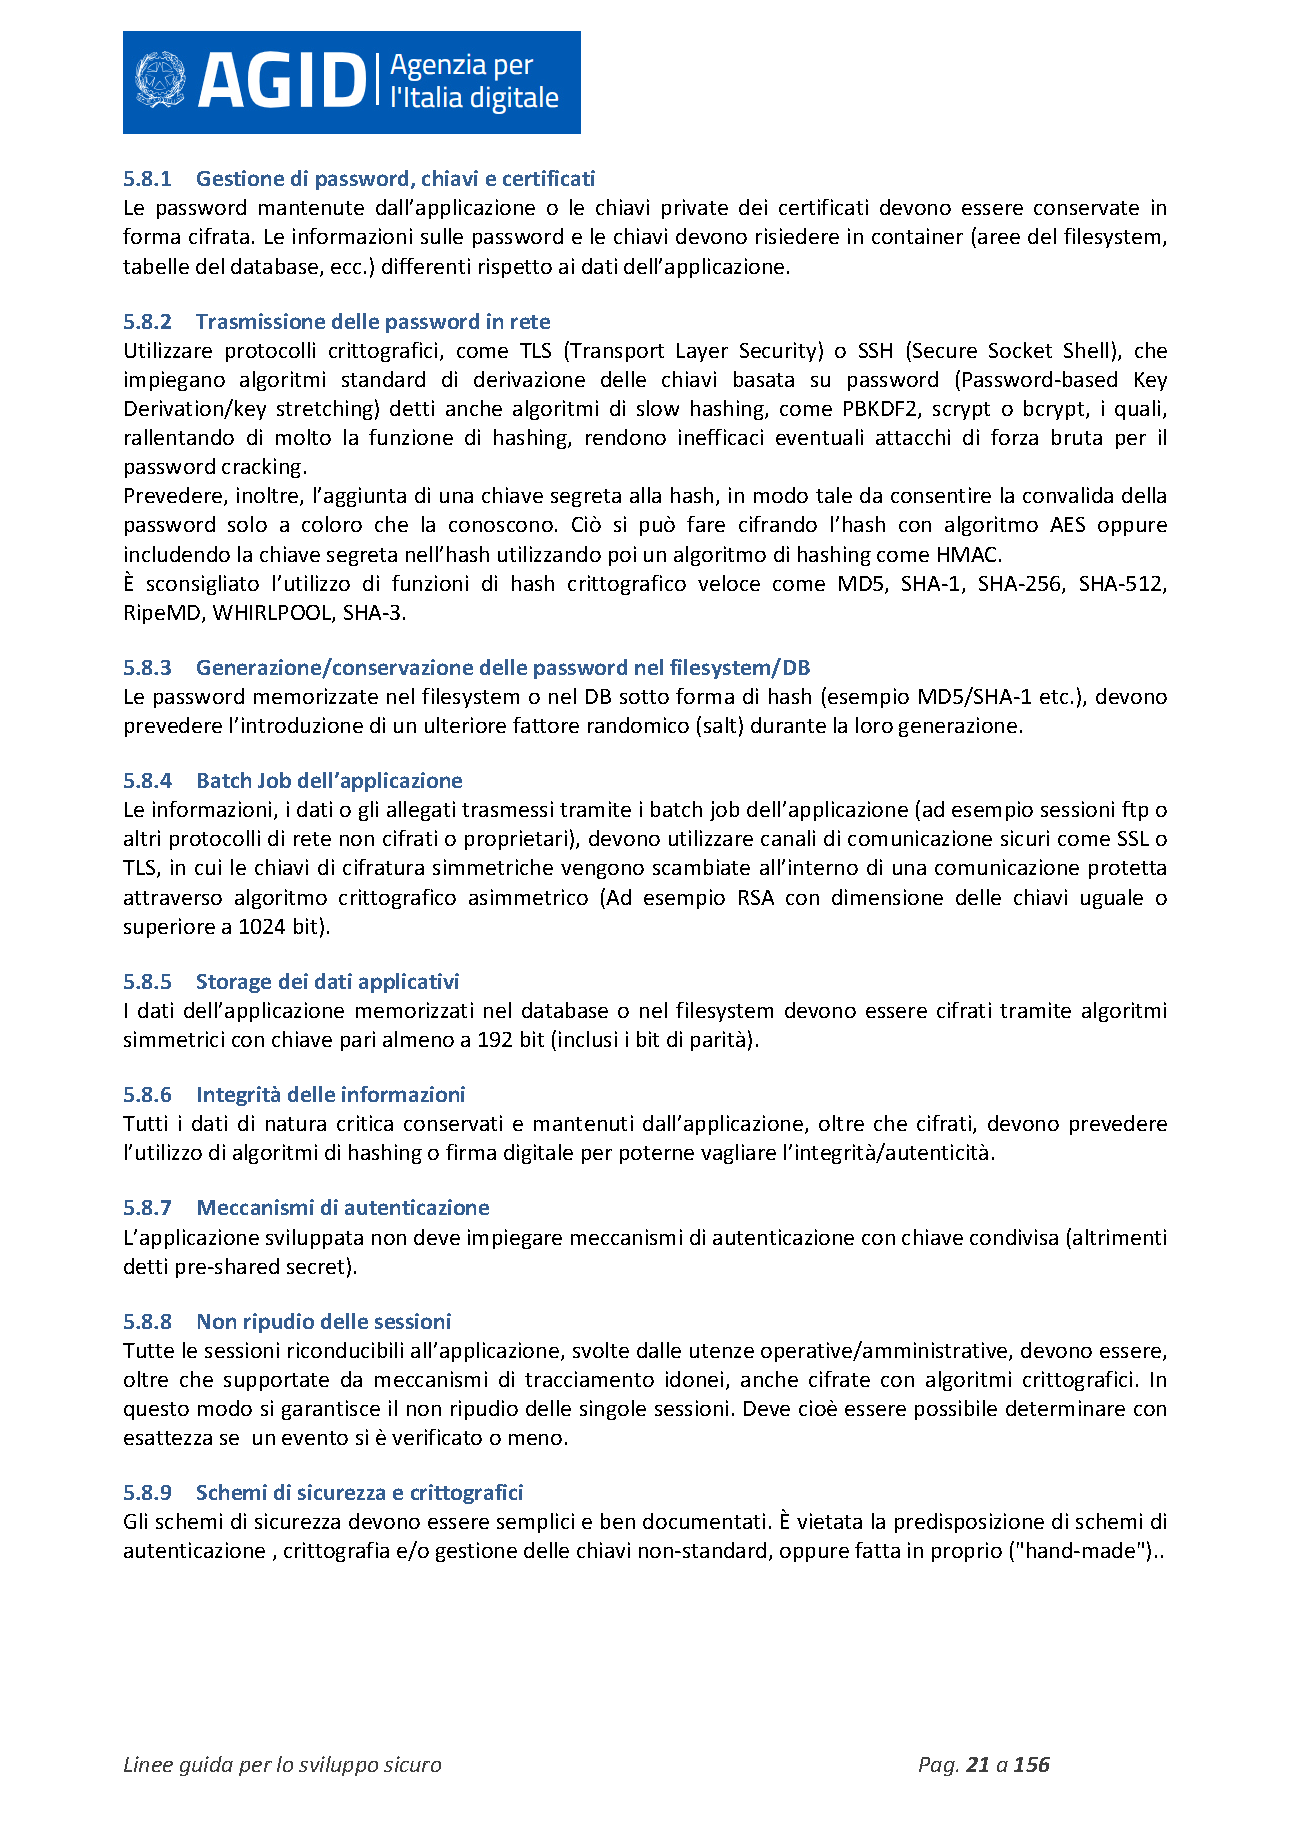 AGID Agenzia per
l'Italia digitale
5.8.1 Gestione di password, chiavi e certificati
Le password mantenute dall’applicazione o le chiavi private dei certificati devono essere conservate in
forma cifrata. Le informazioni sulle password e le chiavi devono risiedere in container (aree del filesystem,
tabelle del database, ecc.) differenti rispetto ai dati dell’applicazione.
5.8.2 Trasmissione delle password in rete
Utilizzare protocolli crittografici, come TLS (Transport Layer Security) o SSH (Secure Socket Shell), che
impiegano algoritmi standard di derivazione delle chiavi basata su password (Password-based Key
Derivation/key stretching) detti anche algoritmi di slow hashing, come PBKDF2, scrypt o bcrypt, i quali,
rallentando di molto la funzione di hashing, rendono inefficaci eventuali attacchi di forza bruta per il
password cracking.
Prevedere, inoltre, l’aggiunta di una chiave segreta alla hash, in modo tale da consentire la convalida della
password solo a coloro che la conoscono. Ciò si può fare cifrando l’hash con algoritmo AES oppure
includendo la chiave segreta nell’hash utilizzando poi un algoritmo di hashing come HMAC.
È sconsigliato l’utilizzo di funzioni di hash crittografico veloce come MD5, SHA-1, SHA-256, SHA-512,
RipeMD, WHIRLPOOL, SHA-3.
5.8.3 Generazione/conservazione delle password nel filesystem/DB
Le password memorizzate nel filesystem o nel DB sotto forma di hash (esempio MD5/SHA-1 etc.), devono
prevedere l’introduzione di un ulteriore fattore randomico (salt) durante la loro generazione.
5.8.4 Batch Job dell’applicazione
Le informazioni, i dati o gli allegati trasmessi tramite i batch job dell’applicazione (ad esempio sessioni ftp o
altri protocolli di rete non cifrati o proprietari), devono utilizzare canali di comunicazione sicuri come SSL o
TLS, in cui le chiavi di cifratura simmetriche vengono scambiate all’interno di una comunicazione protetta
attraverso algoritmo crittografico asimmetrico (Ad esempio RSA con dimensione delle chiavi uguale o
superiore a 1024 bit).
5.8.5 Storage dei dati applicativi
I dati dell’applicazione memorizzati nel database o nel filesystem devono essere cifrati tramite algoritmi
simmetrici con chiave pari almeno a 192 bit (inclusi i bit di parità).
5.8.6 Integrità delle informazioni
Tutti i dati di natura critica conservati e mantenuti dall’applicazione, oltre che cifrati, devono prevedere
l’utilizzo di algoritmi di hashing o firma digitale per poterne vagliare l’integrità/autenticità.
5.8.7 Meccanismi di autenticazione
L’applicazione sviluppata non deve impiegare meccanismi di autenticazione con chiave condivisa (altrimenti
detti pre-shared secret).
5.8.8 Non ripudio delle sessioni
Tutte le sessioni riconducibili all’applicazione, svolte dalle utenze operative/amministrative, devono essere,
oltre che supportate da meccanismi di tracciamento idonei, anche cifrate con algoritmi crittografici. In
questo modo si garantisce il non ripudio delle singole sessioni. Deve cioè essere possibile determinare con
esattezza se  un evento si è verificato o meno.
5.8.9 Schemi di sicurezza e crittografici
Gli schemi di sicurezza devono essere semplici e ben documentati. È vietata la predisposizione di schemi di
autenticazione , crittografia e/o gestione delle chiavi non-standard, oppure fatta in proprio ("hand-made")..
Linee guida per lo sviluppo sicuro Pag. 21 a 156